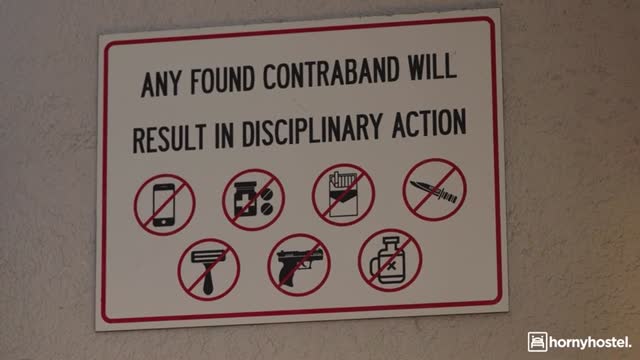 ANY FOUND CONTRABAND WILL
RESULT IN DISCIPLINARY ACTION
X
hornyhostel.